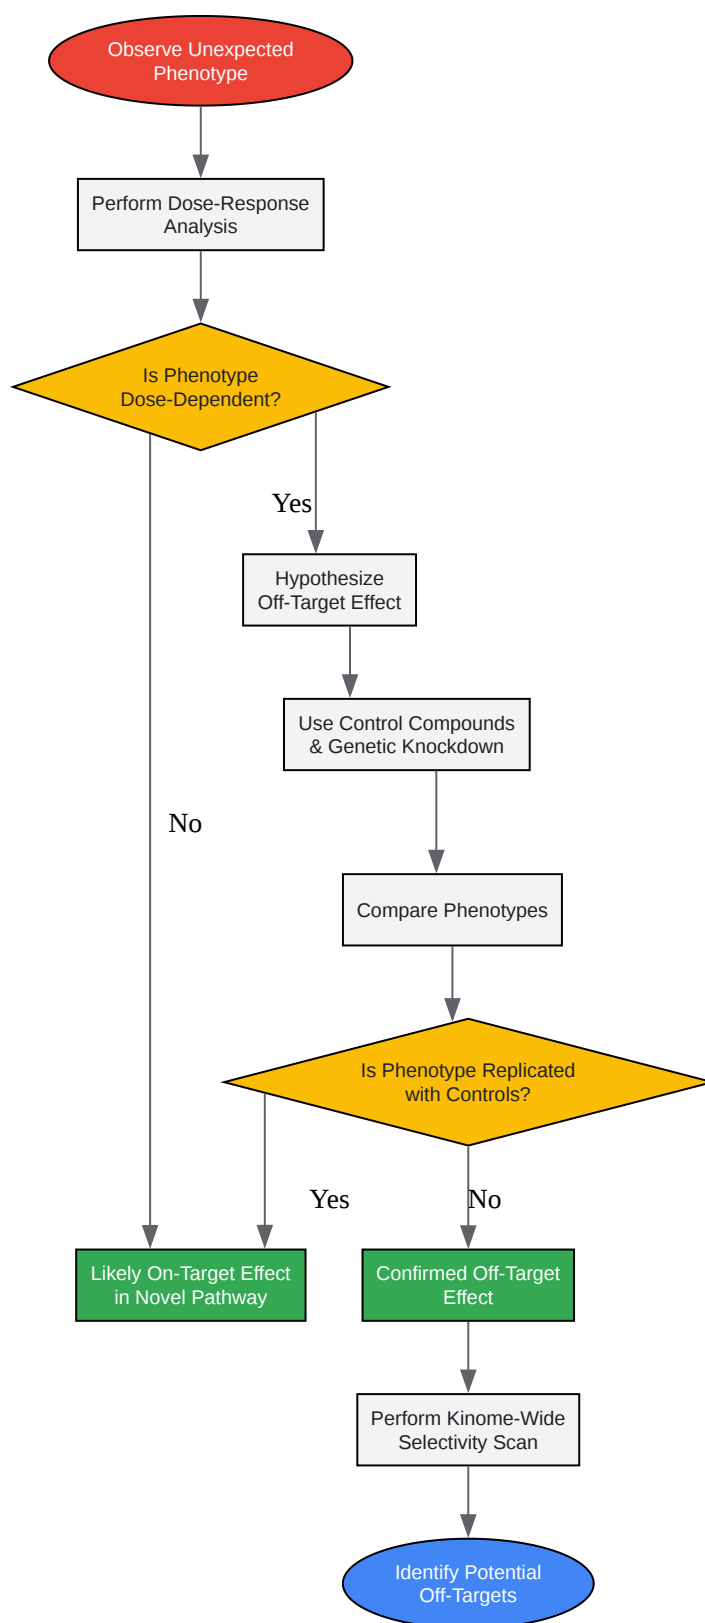 Observe Unexpected
Phenotype
Perform Dose-Response
Analysis
Is Phenotype
Dose-Dependent?
Yes
Hypothesize
Off-Target Effect
Use Control Compounds
& Genetic Knockdown
No
Compare Phenotypes
Is Phenotype Replicated
with Controls?
Yes
No
Likely On-Target Effect
in Novel Pathway
Confirmed Off-Target
Effect
Perform Kinome-Wide
Selectivity Scan
Identify Potential
Off-Targets